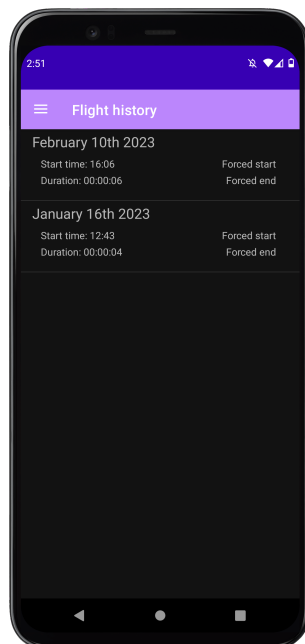 2:51
Flight history
February 10th 2023
Start time: 16:06 Forced start
Duration: 00:00:06 Forced end
January 16th 2023
Start time: 12:43 Forced start
Duration: 00:00:04 Forced end